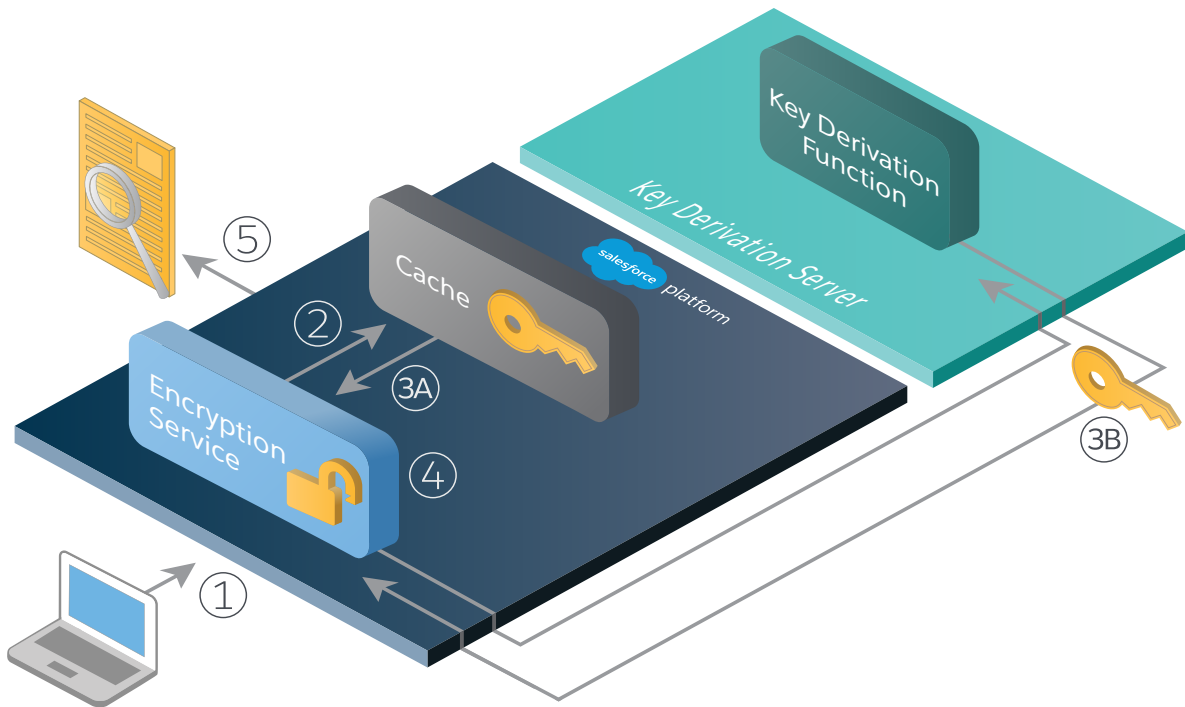 Key Derivation
Function
Key Derivation Server
5
Cache
salesforce
platform
2
3A
Encryption
Service
4
3B
1